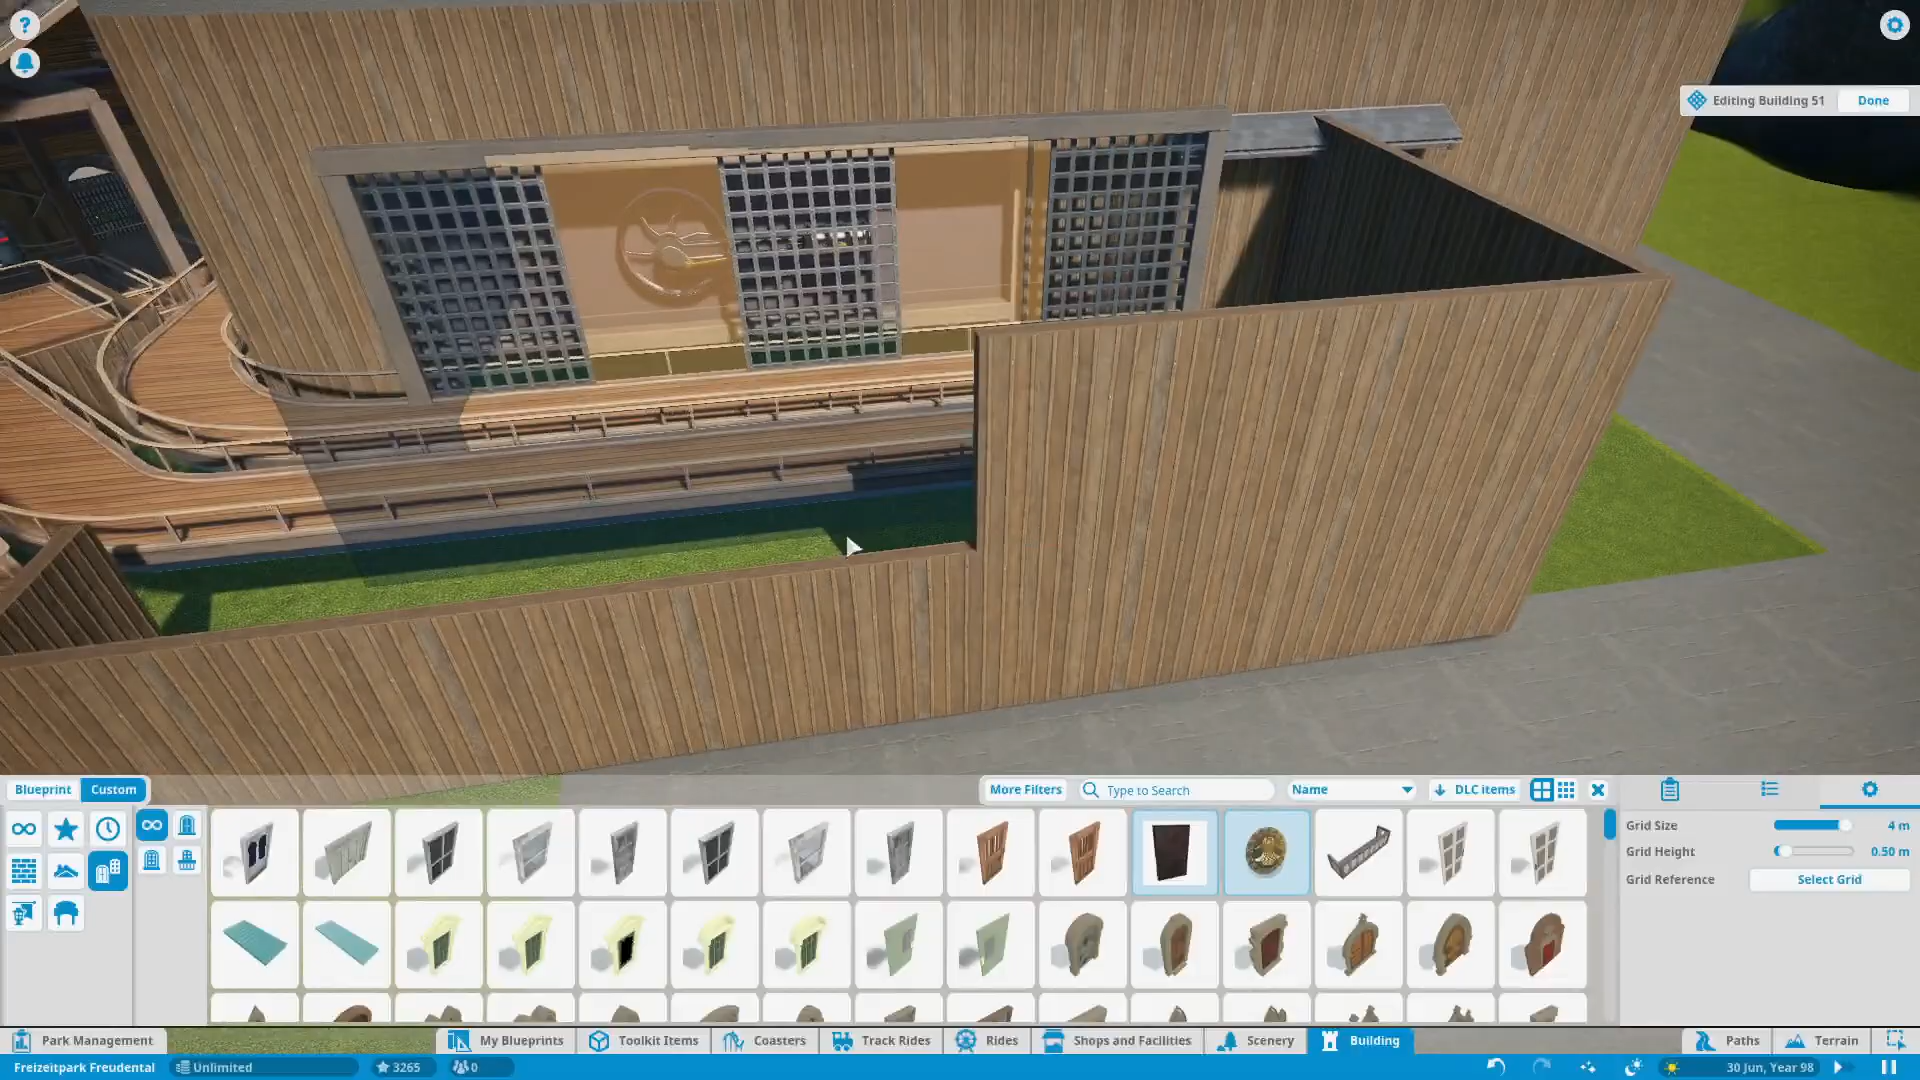 ?
Editing Building 51
Done
Blueprint
Custom
More Filters
Type to Search
Name
DLC items
Grid Size
4 m
Grid Height
0.50 m
Grid Reference
Select Grid
Park Management
My Blueprints
Toolkit Items
Coasters
Track Rides
Rides
Shops and Facilities
Scenery
Building
Paths
Terrain
Freizeitpark Freudental
Unlimited
3265
0
30 Jun, Year 98